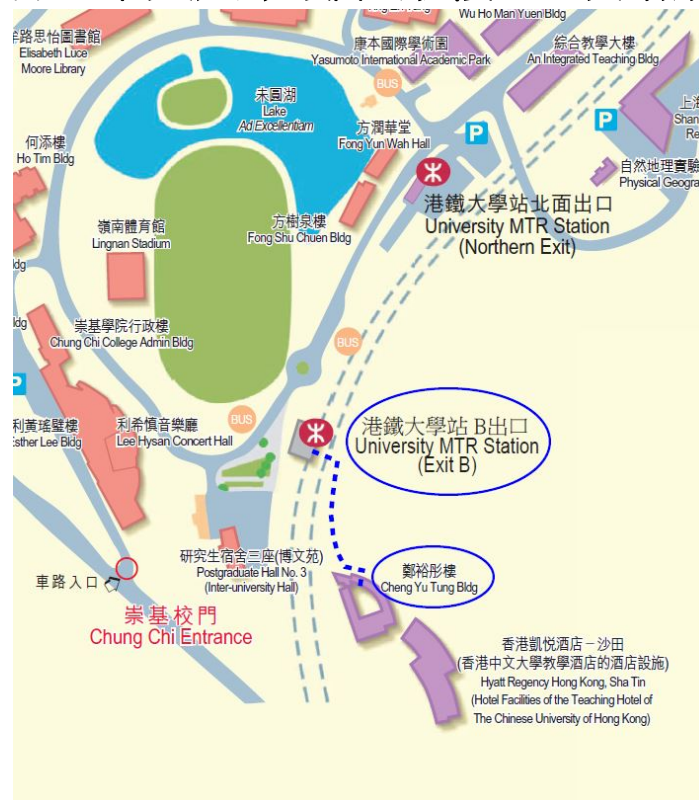 Wu Ho Man Yuen Bldg
牟路思怡圖書館
Elisabeth Luce
Moore Library
康本國際學術園
Yasumoto International Academic Park
綜合教學大樓
An Integrated Teaching Bldg
BUS
未圓湖
Lake
Ad Excellentiam
方潤華堂
Fong Yun Wah Hall
P
P
上海
Shan
何添樓
Ho Tim Bldg
自然地理實驗
Physical Geogra
港鐵大學站北面出口
University MTR Station
(Northern Exit)
嶺南體育館
Lingnan Stadium
方樹泉樓
Fong Shu Chuen Bldg
dg
ldg
崇基學院行政樓
Chung Chi College Admin Bldg
BUS
P
利黃瑤璧樓
Esther Lee Bldg
利希慎音樂廳
Lee Hysan Concert Hall
BUS
港鐵大學站 B出口
University MTR Station
(Exit B)
研究生宿舍三座(博文苑)
Postgraduate Hall No. 3
(Inter-university Hall)
鄭裕彤樓
Cheng Yu Tung Bldg
車路入口
崇基校門
Chung Chi Entrance
香港凱悅酒店－沙田
(香港中文大學教學酒店的酒店設施)
Hyatt Regency Hong Kong, Sha Tin
(Hotel Facilities of the Teaching Hotel of
The Chinese University of Hong Kong)